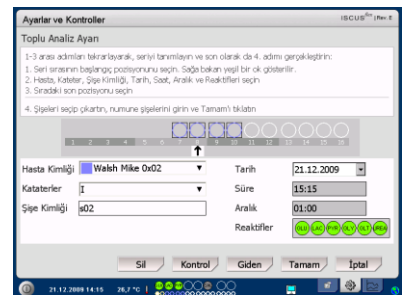 Ayarlar ve Kontroller
ISCUSflex | Rev. E
Toplu Analiz Ayarı
1-3 arası adımları tekrarlayarak, seriyi tanımlayın ve son olarak da 4. adımı gerçekleştirin:
1. Seri sırasının başlangıç pozisyonunu seçin. Sağa bakan yeşil bir ok gösterilir.
2. Hasta, Kateter, Şişe Kimliği, Tarih, Saat, Aralık ve Reaktifleri seçin
3. Sıradaki son pozisyonu seçin
4. Şişeleri seçip çıkartın, numune şişelerini girin ve Tamam'ı tıklatın
1 2 3 4 5 6 7 8 9 10 11 12 13 14 15 16
Hasta Kimliği Walsh Mike 0x02 Tarih 21.12.2009
Kataterler I Süre 15:15
Şişe Kimliği s02 Aralık 01:00
Reaktifler GLU LAC PYR GLY GLT UREA
Sil Kontrol Giden Tamam İptal
21.12.2009 14:15 26,7 °C